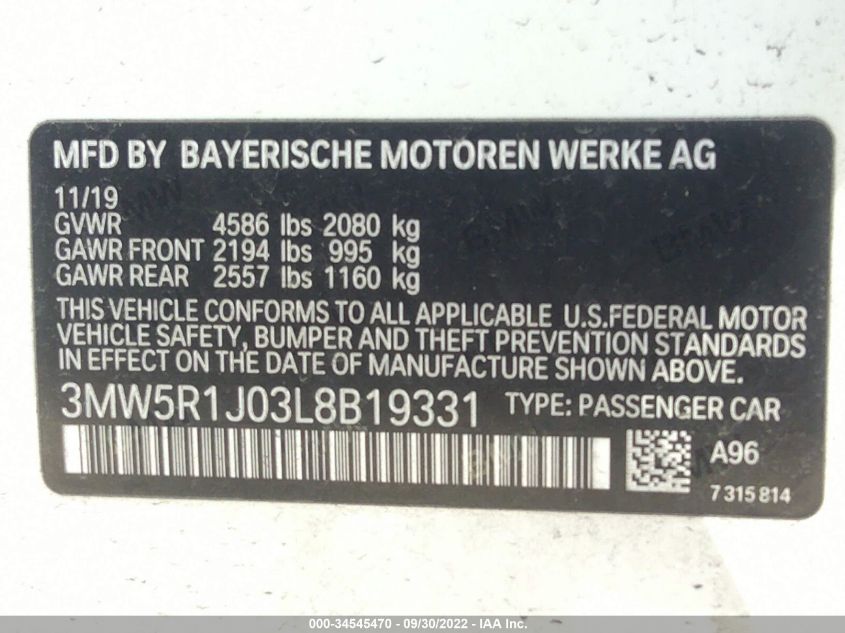 MFD BY BAYERISCHE MOTOREN WERKE AG
11/19
GVWR 4586 lbs 2080 kg
GAWR FRONT 2194 lbs 995 kg
GAWR REAR 2557 lbs 1160 kg
THIS VEHICLE CONFORMS TO ALL APPLICABLE U.S.FEDERAL MOTOR
VEHICLE SAFETY, BUMPER AND THEFT PREVENTION STANDARDS
IN EFFECT ON THE DATE OF MANUFACTURE SHOWN ABOVE.
3MW5R1J03L8B19331 TYPE: PASSENGER CAR
A96
7315814
000-34545470 - 09/30/2022 - IAA Inc.